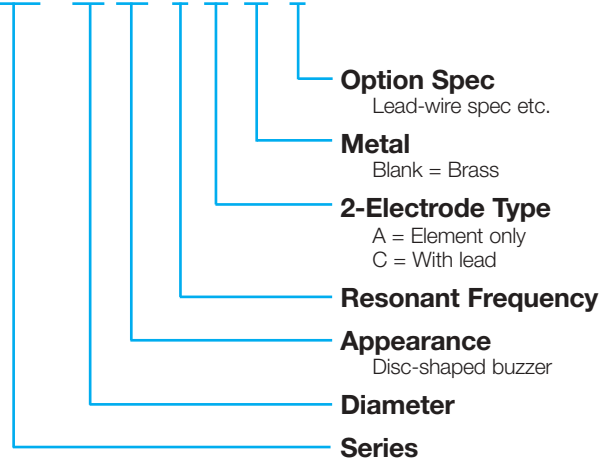 Option Spec
Lead-wire spec etc.
Metal
Blank = Brass
2-Electrode Type
A = Element only
C = With lead
Resonant Frequency
Appearance
Disc-shaped buzzer
Diameter
Series